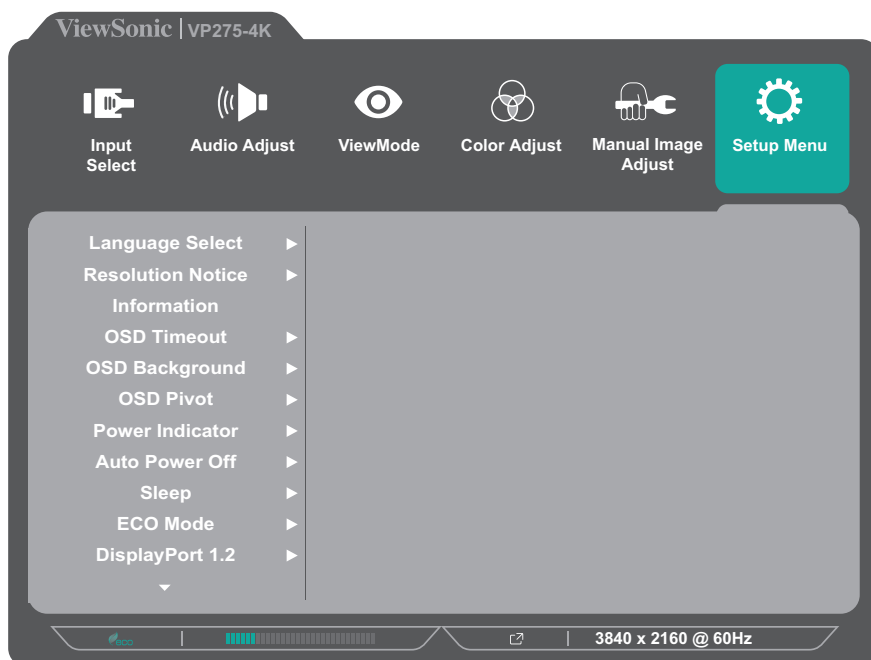 ViewSonic | VP275-4K
Input Select
Audio Adjust
ViewMode
Color Adjust
Manual Image Adjust
Setup Menu
Language Select
Resolution Notice
Information
OSD Timeout
OSD Background
OSD Pivot
Power Indicator
Auto Power Off
Sleep
ECO Mode
DisplayPort 1.2
eco
3840 x 2160 @ 60Hz